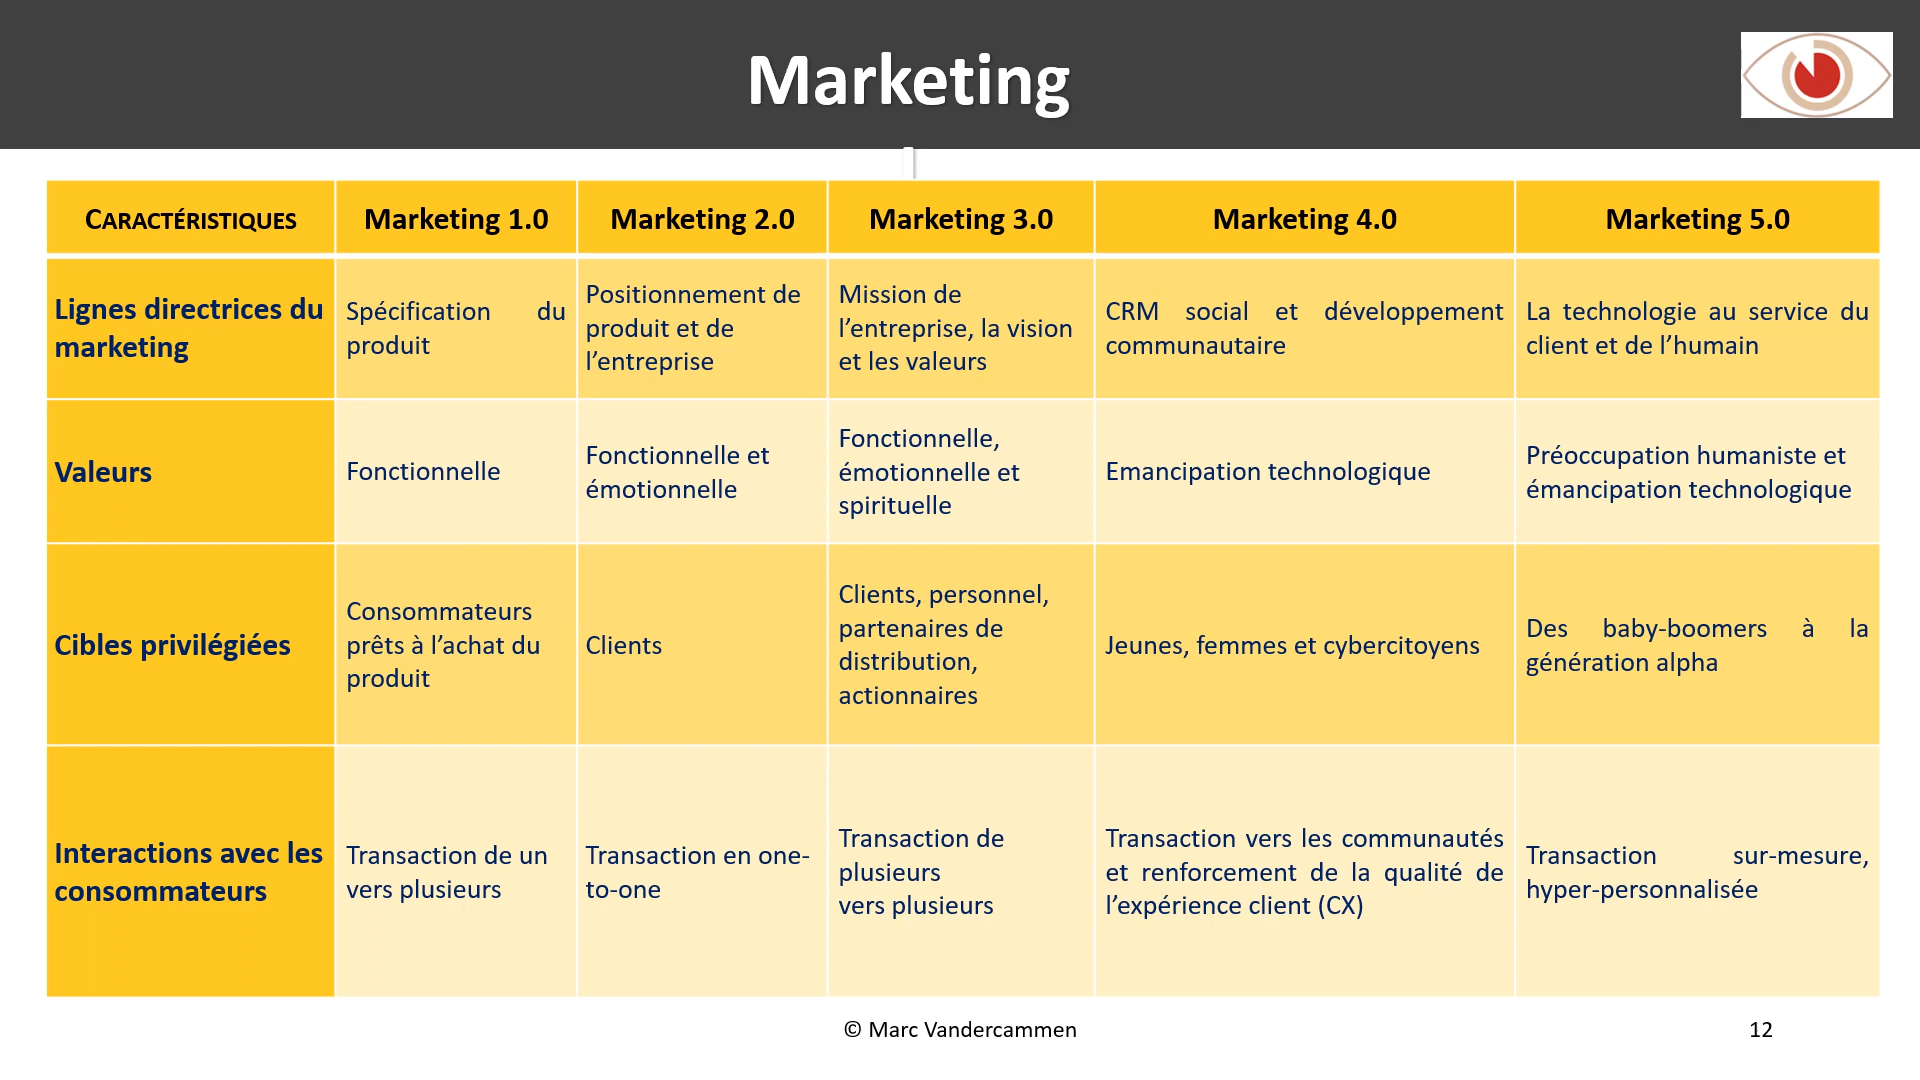 Marketing
CARACTÉRISTIQUES
Marketing 1.0
Marketing 2.0
Marketing 3.0
Marketing 4.0
Marketing 5.0
Lignes directrices du
marketing
Spécification du
produit
Positionnement de
produit et de
l’entreprise
Mission de
l’entreprise, la vision
et les valeurs
CRM social et développement
communautaire
La technologie au service du
client et de l’humain
Valeurs
Fonctionnelle
Fonctionnelle et
émotionnelle
Fonctionnelle,
émotionnelle et
spirituelle
Emancipation technologique
Préoccupation humaniste et
émancipation technologique
Cibles privilégiées
Consommateurs
prêts à l’achat du
produit
Clients
Clients, personnel,
partenaires de
distribution,
actionnaires
Jeunes, femmes et cybercitoyens
Des baby-boomers à la
génération alpha
Interactions avec les
consommateurs
Transaction de un
vers plusieurs
Transaction en one-
to-one
Transaction de
plusieurs
vers plusieurs
Transaction vers les communautés
et renforcement de la qualité de
l’expérience client (CX)
Transaction sur-mesure,
hyper-personnalisée
© Marc Vandercammen
12